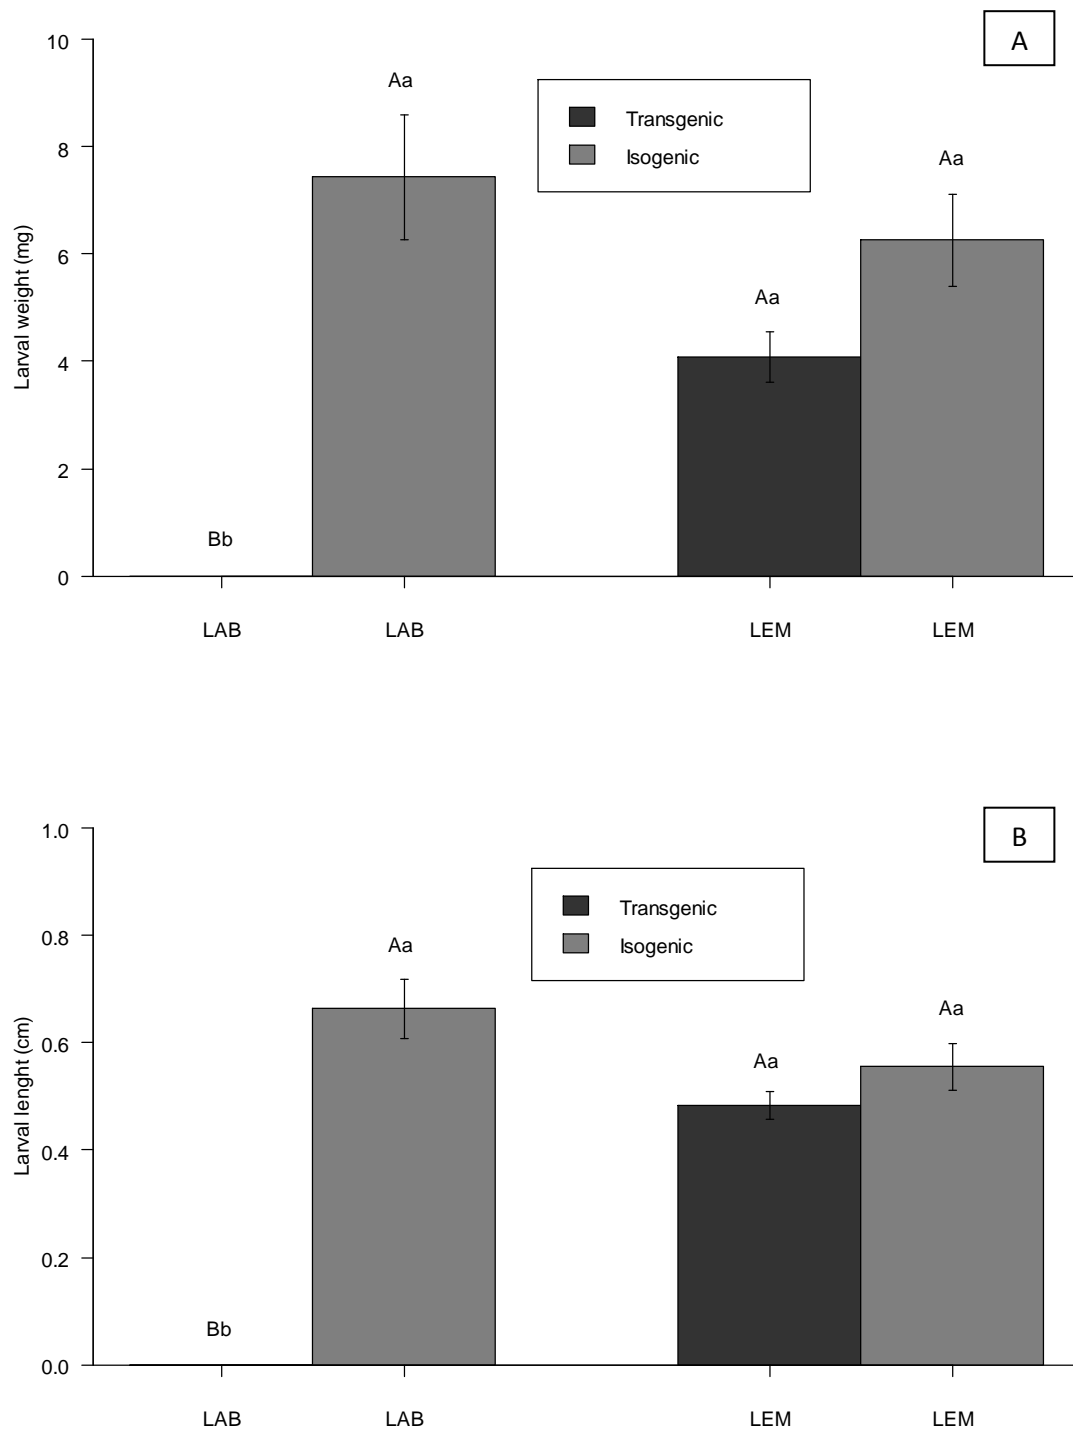 A
10
8
6
4
2
0
Larval weight (mg)
Aa
Transgenic
Isogenic
Aa
Aa
Bb
LAB
LAB
LEM
LEM
B
1.0
0.8
0.6
0.4
0.2
0.0
Larval lenght (cm)
Transgenic
Isogenic
Aa
Aa
Aa
Bb
LAB
LAB
LEM
LEM